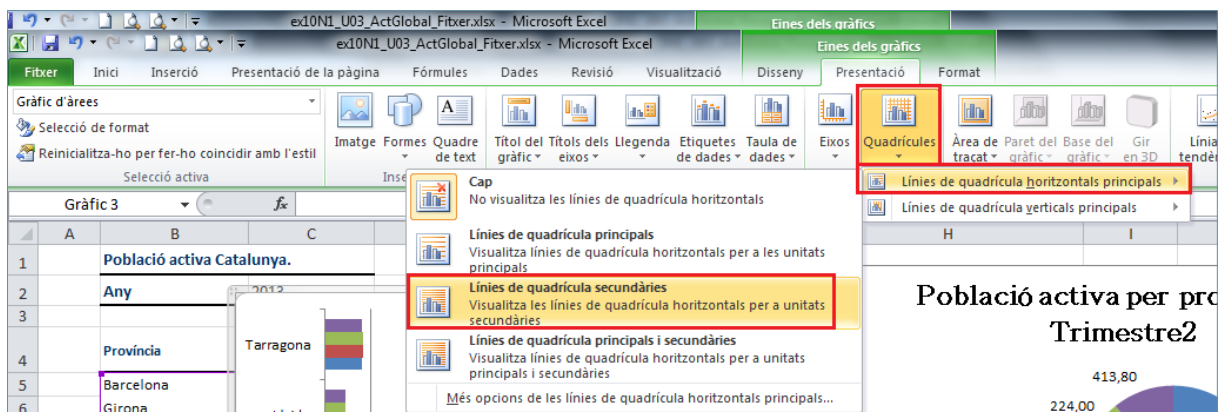 ex10N1_U03_ActGlobal_Fitxer.xlsx - Microsoft Excel
Eines dels gràfics
ex10N1_U03_ActGlobal_Fitxer.xlsx - Microsoft Excel
Eines dels gràfics
Fitxer Inici Inserció Presentació de la pàgina Fórmules Dades Revisió Visualització Disseny Presentació Format
Gràfic d'àrees
Selecció de format
Reinicialitza-ho per fer-ho coincidir amb l'estil
Selecció activa
Imatge Formes Quadre de text
Títol del gràfic
Títols dels eixos
Llegenda
Etiquetes de dades
Taula de dades
Eixos
Quadrícules
Àrea de traçat
Paret del gràfic
Base del gràfic
Gir en 3D
Línia
Inse
Línies de quadrícula horitzontals principals
Línies de quadrícula verticals principals
Cap
No visualitza les línies de quadrícula horitzontals
Línies de quadrícula principals
Visualitza línies de quadrícula horitzontals per a les unitats
principals
Línies de quadrícula secundàries
Visualitza les línies de quadrícula horitzontals per a unitats
secundàries
Línies de quadrícula principals i secundàries
Visualitza línies de quadrícula horitzontals per a unitats
principals i secundàries
Més opcions de les línies de quadrícula horitzontals principals...
Gràfic 3
fx
A B C H I
1 Població activa Catalunya.
2 Any 2013
3
4 Província
5 Barcelona
6 Girona
Tarragona
Població activa per pro
Trimestre2
413,80
224,00